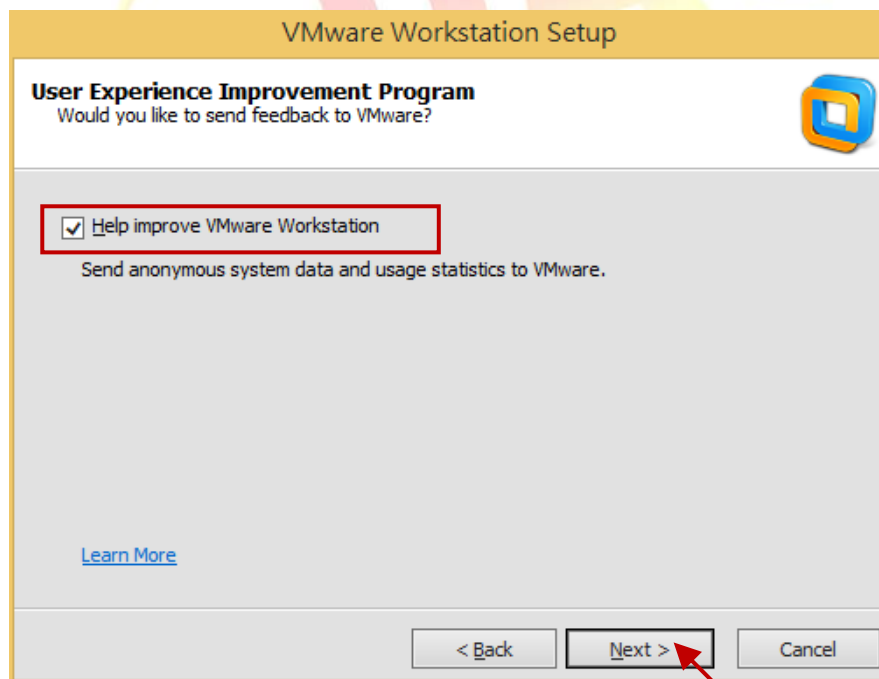 VMware Workstation Setup
User Experience Improvement Program
Would you like to send feedback to VMware?
Help improve VMware Workstation
Send anonymous system data and usage statistics to VMware.
Learn More
< Back Next > Cancel